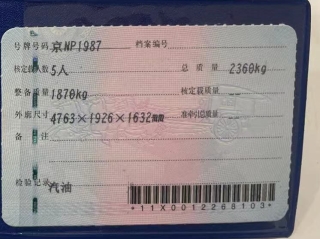 号牌号码 京NP1987 档案编号
核定载人数 5人 总质量 2360kg
整备质量 1870kg 核定载质量 --
外廓尺寸 4763×1926×1632mm 准牵引总质量 --
备注
检验记录 汽油
*11X0012268103*